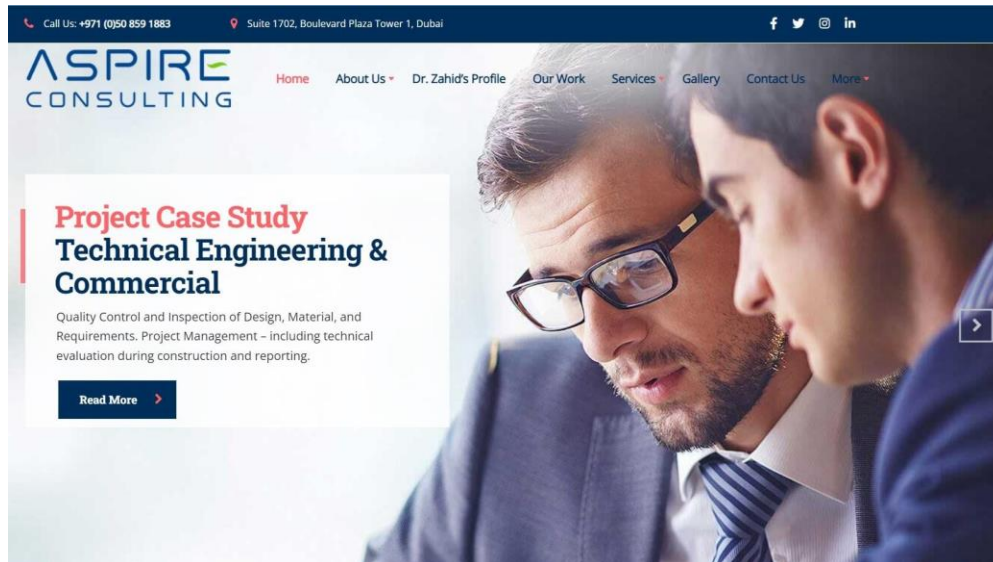 Call Us: +971 (0)50 859 1883 Suite 1702, Boulevard Plaza Tower 1, Dubai
ASPIRE
CONSULTING
Home About Us Dr. Zahid's Profile Our Work Services Gallery Contact Us More
Project Case Study
Technical Engineering &
Commercial
Quality Control and Inspection of Design, Material, and
Requirements. Project Management – including technical
evaluation during construction and reporting.
Read More